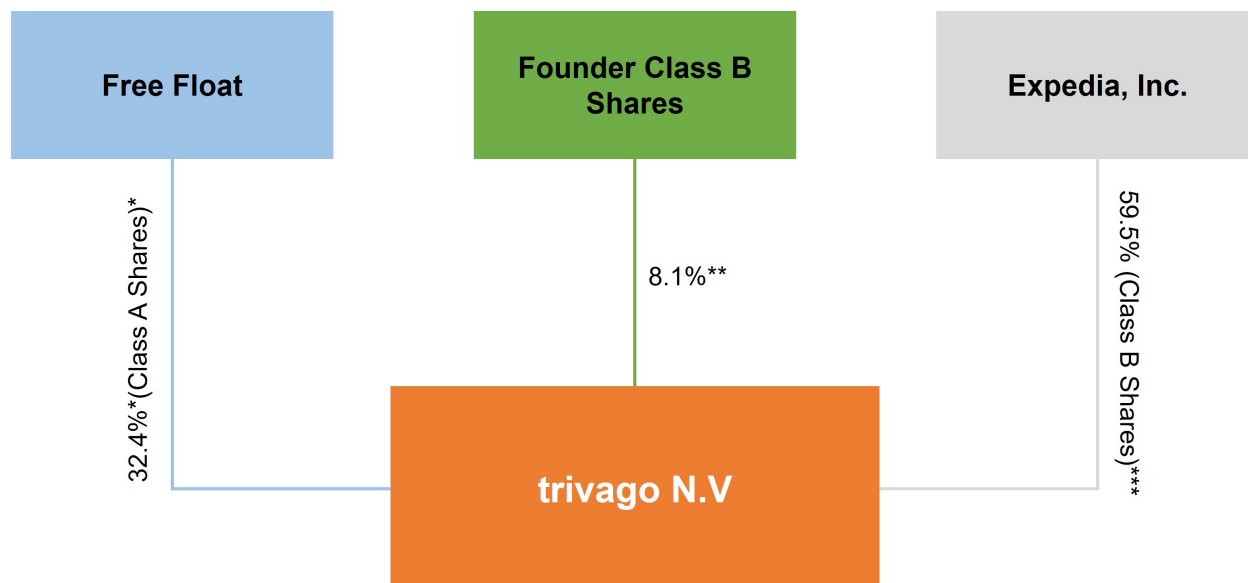 Free Float
Founder Class B
Shares
Expedia, Inc.
32.4%*(Class A Shares)*
8.1%**
59.5% (Class B Shares)***
trivago N.V